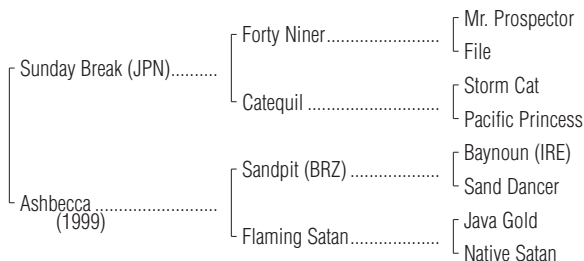 Mr. Prospector
Forty Niner........................
File
Sunday Break (JPN)..........
Storm Cat
Catequil ............................
Pacific Princess
Baynoun (IRE)
Sandpit (BRZ) ...................
Sand Dancer
Ashbecca ..........................
(1999)
Java Gold
Flaming Satan...................
Native Satan